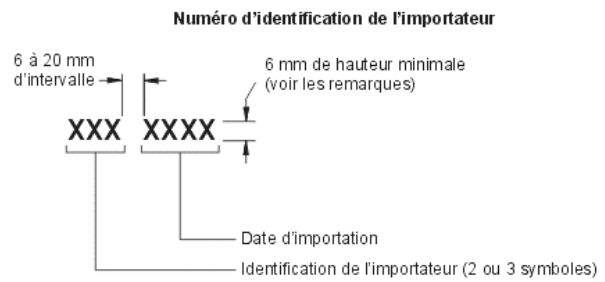 Numéro d'identification de l'importateur
6 à 20 mm
d'intervalle
6 mm de hauteur minimale
(voir les remarques)
XXX XXXX
Date d'importation
Identification de l'importateur (2 ou 3 symboles)